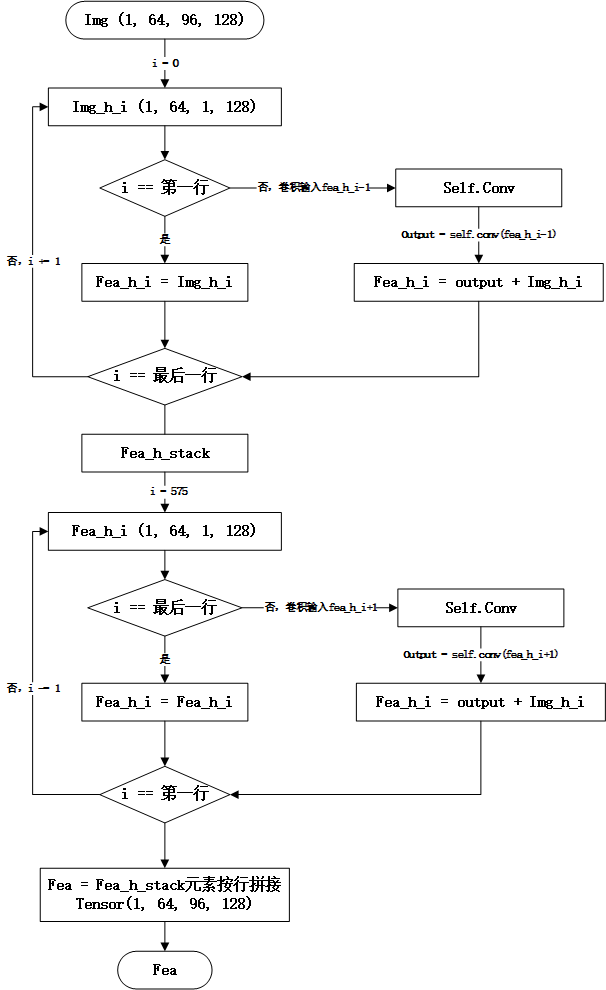 Img (1, 64, 96, 128)
i = 0
Img_h_i (1, 64, 1, 128)
i == 第一行
否，卷积输入fea_h_i-1
Self.Conv
是
Output = self.conv(fea_h_i-1)
否，i += 1
Fea_h_i = Img_h_i
Fea_h_i = output + Img_h_i
i == 最后一行
Fea_h_stack
i = 575
Fea_h_i (1, 64, 1, 128)
i == 最后一行
否，卷积输入fea_h_i+1
Self.Conv
是
Output = self.conv(fea_h_i+1)
否，i -= 1
Fea_h_i = Fea_h_i
Fea_h_i = output + Img_h_i
i == 第一行
Fea = Fea_h_stack元素按行拼接
Tensor(1, 64, 96, 128)
Fea